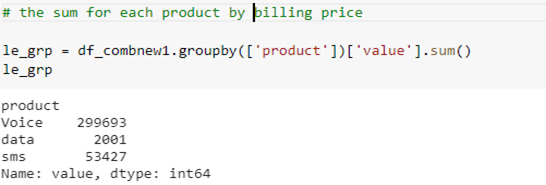 # the sum for each product by billing price
le_grp = df_combnew1.groupby(['product'])['value'].sum()
le_grp
product
Voice    299693
data       2001
sms       53427
Name: value, dtype: int64